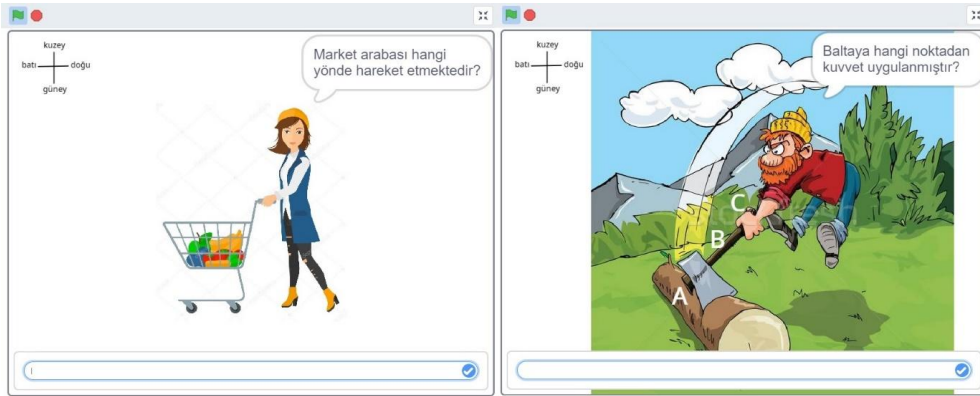 kuzey
batı
doğu
güney
Market arabası hangi
yönde hareket etmektedir?
kuzey
batı
doğu
güney
Baltaya hangi noktadan
kuvvet uygulanmıştır?
C
B
A